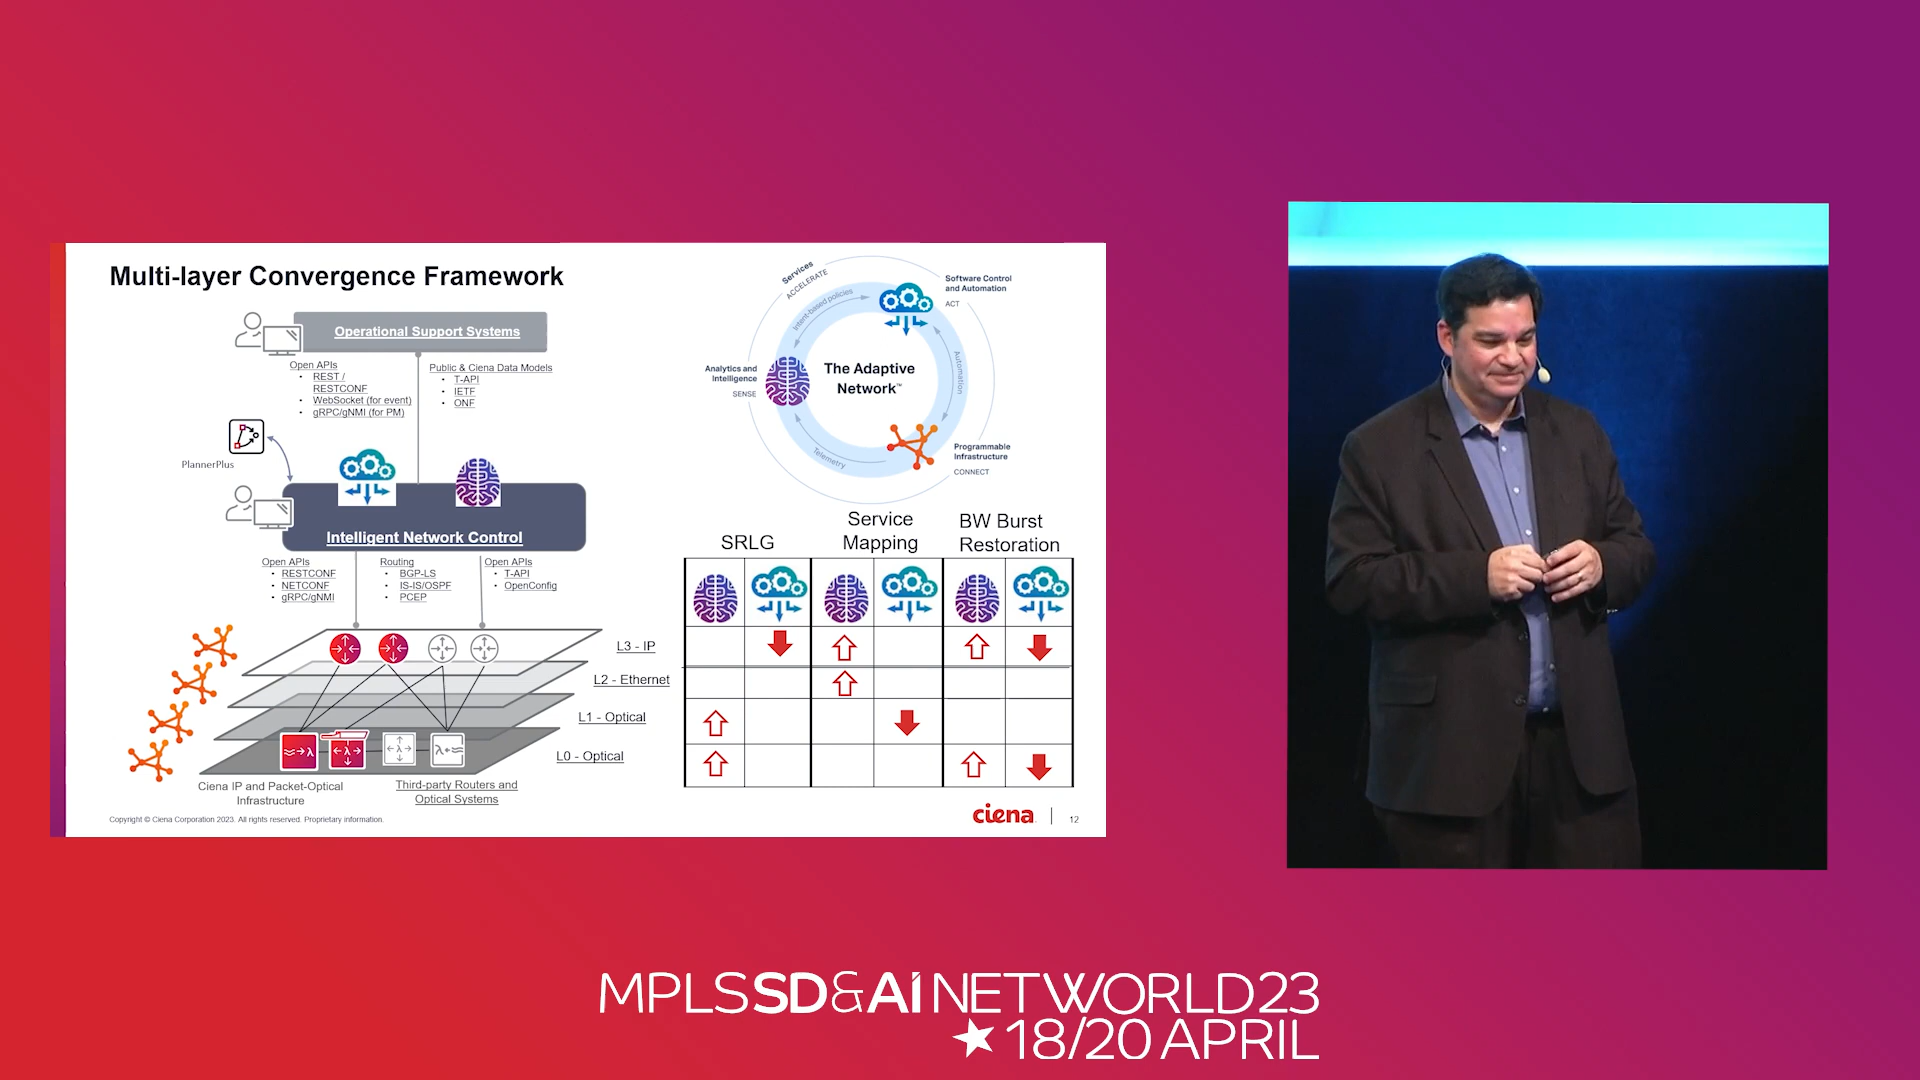 Multi-layer Convergence Framework
Operational Support Systems
Open APIs
• REST /
RESTCONF
• WebSocket (for event)
• gRPC/gNMI (for PM)
Public & Ciena Data Models
• T-API
• IETF
• ONF
PlannerPlus
Intelligent Network Control
Open APIs
• RESTCONF
• NETCONF
• gRPC/gNMI
Routing
• BGP-LS
• IS-IS/OSPF
• PCEP
Open APIs
• T-API
• OpenConfig
L3 - IP
L2 - Ethernet
L1 - Optical
L0 - Optical
Ciena IP and Packet-Optical
Infrastructure
Third-party Routers and
Optical Systems
Services
ACCELERATE
Intent-based policies
Software Control
and Automation
ACT
Automation
Analytics and
Intelligence
SENSE
The Adaptive
Network™
Programmable
Infrastructure
CONNECT
Telemetry
SRLG
Service
Mapping
BW Burst
Restoration
Copyright © Ciena Corporation 2023. All rights reserved. Proprietary information.
ciena
12
MPLS SD & AI NET WORLD 23
18/20 APRIL